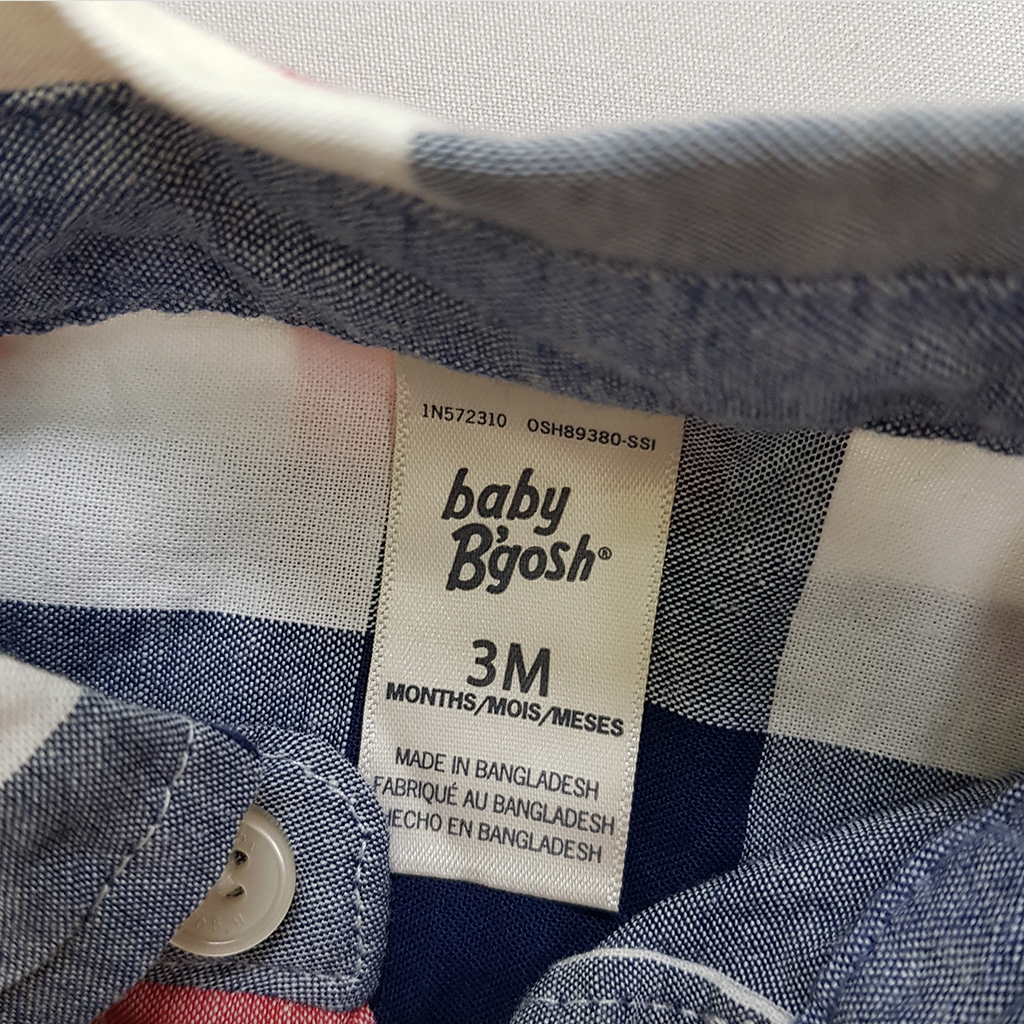 1N572310 OSH89380-SSI
baby
B'gosh®
3M
MONTHS/MOIS/MESES
MADE IN BANGLADESH
FABRIQUÉ AU BANGLADESH
HECHO EN BANGLADESH